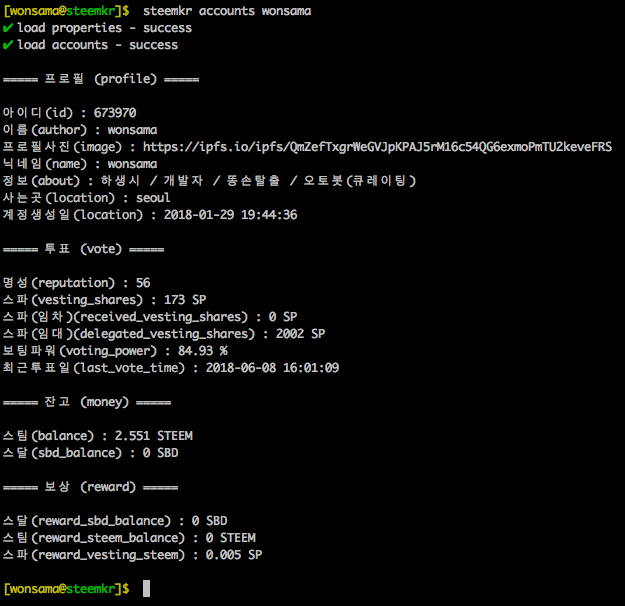 [wonsama@steemkr]$ steemkr accounts wonsama
✔ load properties - success
✔ load accounts - success
===== 프로필 (profile) =====
아이디(id) : 673970
이름(author) : wonsama
프로필사진(image) : https://ipfs.io/ipfs/QmZefTxgrWeGVJpKPAJ5rM16c54QG6exmoPmTU2keveFRS
닉네임(name) : wonsama
정보(about) : 하생시 / 개발자 / 똥손탈출 / 오토봇(큐레이팅)
사는곳(location) : seoul
계정생성일(location) : 2018-01-29 19:44:36
===== 투표 (vote) =====
명성(reputation) : 56
스파(vesting_shares) : 173 SP
스파(임차)(received_vesting_shares) : 0 SP
스파(임대)(delegated_vesting_shares) : 2002 SP
보팅파워(voting_power) : 84.93 %
최근투표일(last_vote_time) : 2018-06-08 16:01:09
===== 잔고 (money) =====
스팀(balance) : 2.551 STEEM
스달(sbd_balance) : 0 SBD
===== 보상 (reward) =====
스달(reward_sbd_balance) : 0 SBD
스팀(reward_steem_balance) : 0 STEEM
스파(reward_vesting_steem) : 0.005 SP
[wonsama@steemkr]$